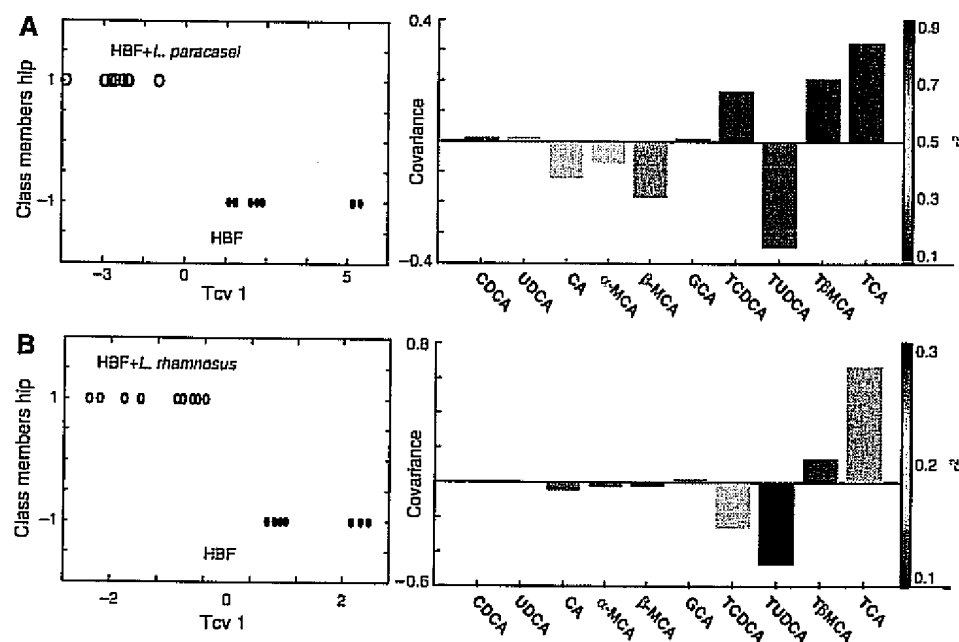 A
HBF+L. paracasei
Class members hip
1
−1
HBF
−3
0
5
Tcv 1
0.4
Covariance
−0.4
CDCA
UDCA
CA
α-MCA
β-MCA
GCA
TCDCA
TUDCA
TβMCA
TCA
0.9
0.7
0.5
0.3
0.1
B
HBF+L. rhamnosus
Class members hip
1
−1
HBF
−2
0
2
Tcv 1
0.8
Covariance
−0.6
CDCA
UDCA
CA
α-MCA
β-MCA
GCA
TCDCA
TUDCA
TβMCA
TCA
0.3
0.2
0.1